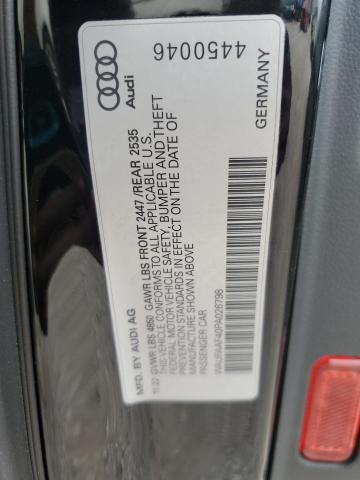 Audi
4450046
MFD. BY AUDI AG
GERMANY
11-22 GVWR LBS 4850 GAWR LBS FRONT 2447/REAR 2535
THIS VEHICLE CONFORMS TO ALL APPLICABLE U.S.
FEDERAL MOTOR VEHICLE SAFETY, BUMPER AND THEFT
PREVENTION STANDARDS IN EFFECT ON THE DATE OF
MANUFACTURE
PASSENGER CAR